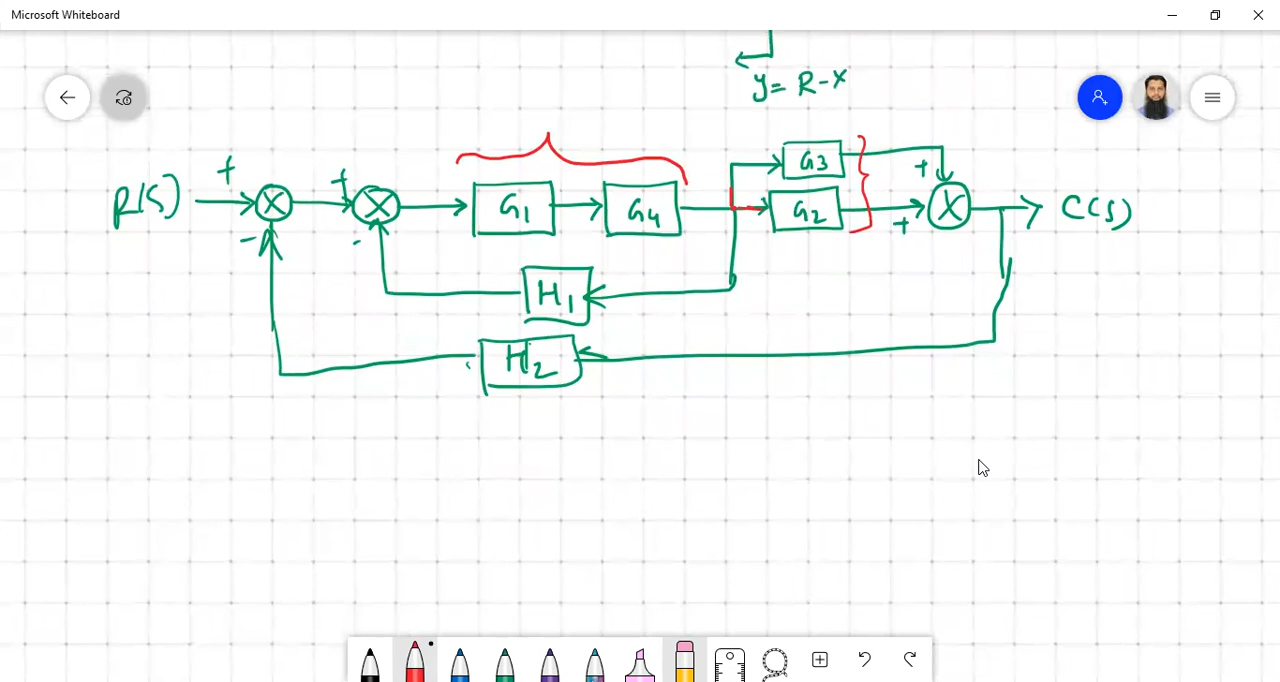 Microsoft Whiteboard
y = R-X
R(S) + + G1 G4 G3 G2 + + C(S)
- -
H1
H2